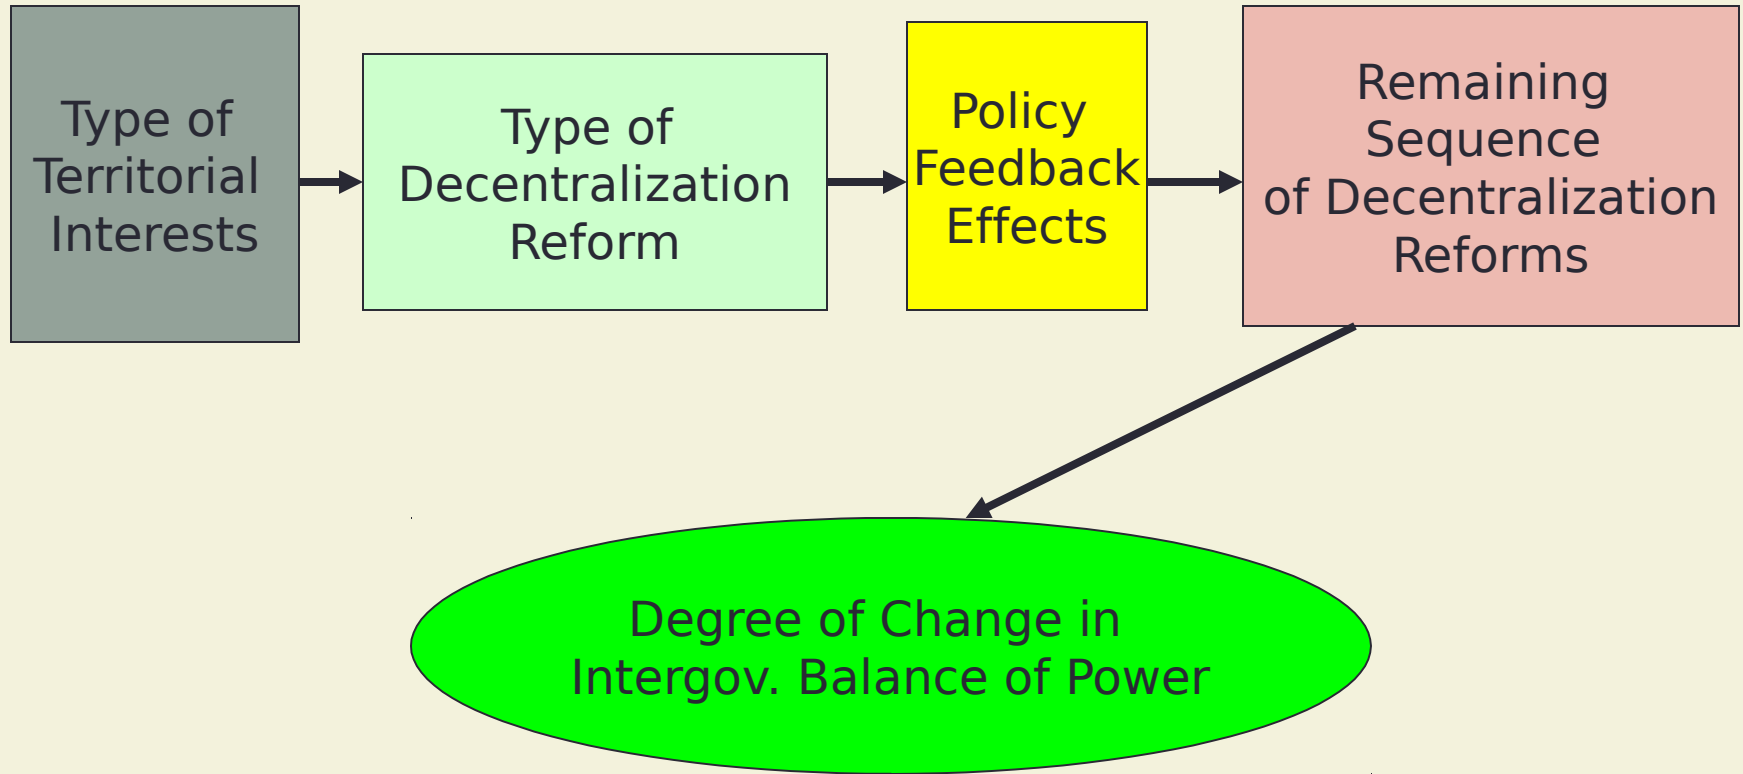 Type of
Territorial
Interests
Type of
Decentralization
Reform
Policy
Feedback
Effects
Remaining
Sequence
of Decentralization
Reforms
Degree of Change in
Intergov. Balance of Power